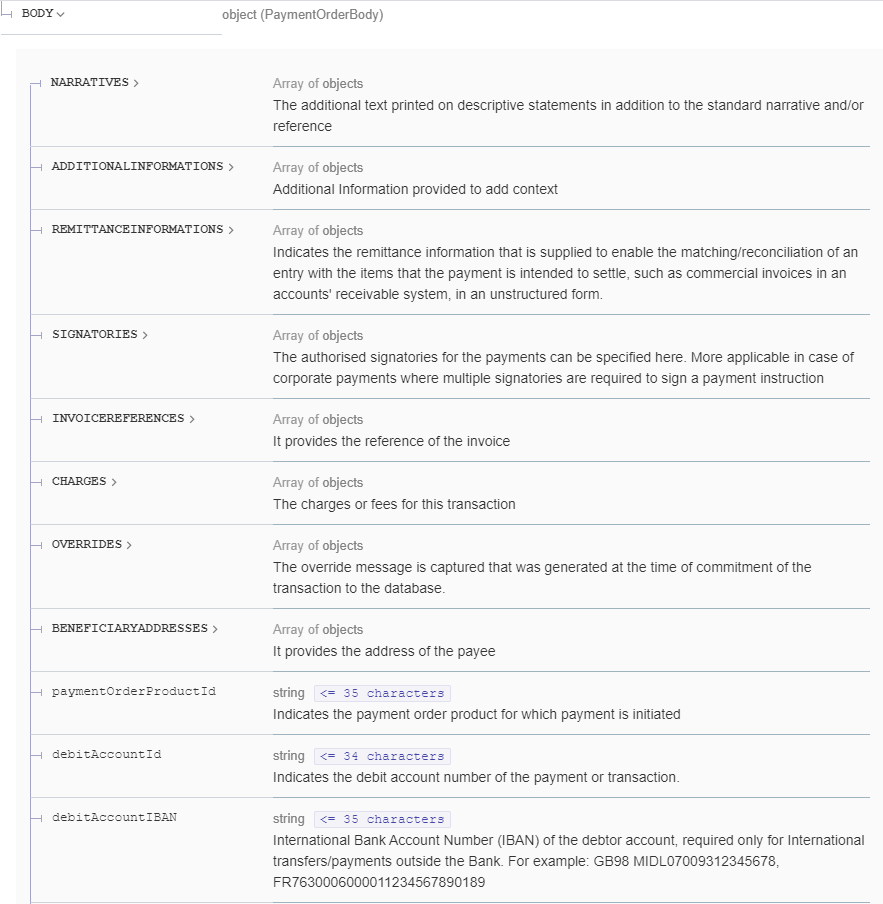 BODY object (PaymentOrderBody)
NARRATIVES Array of objects
The additional text printed on descriptive statements in addition to the standard narrative and/or
reference
ADDITIONALINFORMATIONS Array of objects
Additional Information provided to add context
REMITTANCEINFORMATIONS Array of objects
Indicates the remittance information that is supplied to enable the matching/reconciliation of an
entry with the items that the payment is intended to settle, such as commercial invoices in an
accounts' receivable system, in an unstructured form.
SIGNATORIES Array of objects
The authorised signatories for the payments can be specified here. More applicable in case of
corporate payments where multiple signatories are required to sign a payment instruction
INVOICEREFERENCES Array of objects
It provides the reference of the invoice
CHARGES Array of objects
The charges or fees for this transaction
OVERRIDES Array of objects
The override message is captured that was generated at the time of commitment of the
transaction to the database.
BENEFICIARYADDRESSES Array of objects
It provides the address of the payee
paymentOrderProductId string <= 35 characters
Indicates the payment order product for which payment is initiated
debitAccountId string <= 34 characters
Indicates the debit account number of the payment or transaction.
debitAccountIBAN string <= 35 characters
International Bank Account Number (IBAN) of the debtor account, required only for International
transfers/payments outside the Bank. For example: GB98 MIDL07009312345678,
FR7630006000011234567890189